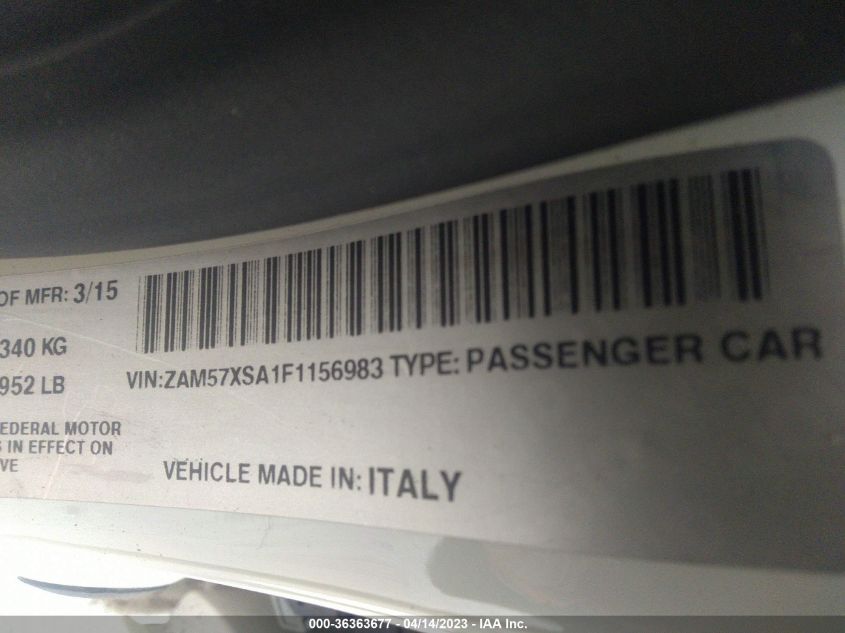 OF MFR: 3/15
340 KG
952 LB
VIN:ZAM57XSA1F1156983 TYPE: PASSENGER CAR
EDERAL MOTOR
S IN EFFECT ON
VE
VEHICLE MADE IN: ITALY
000-36363677 - 04/14/2023 - IAA Inc.